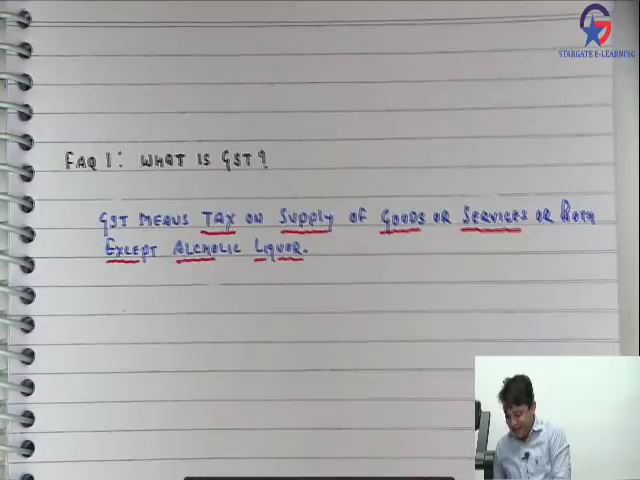 STARGATE E-LEARNING
FAQ 1: WHAT IS GST?
GST MEANS TAX ON SUPPLY OF GOODS OR SERVICES OR BOTH
EXCEPT ALCHOLIC LIQUOR.